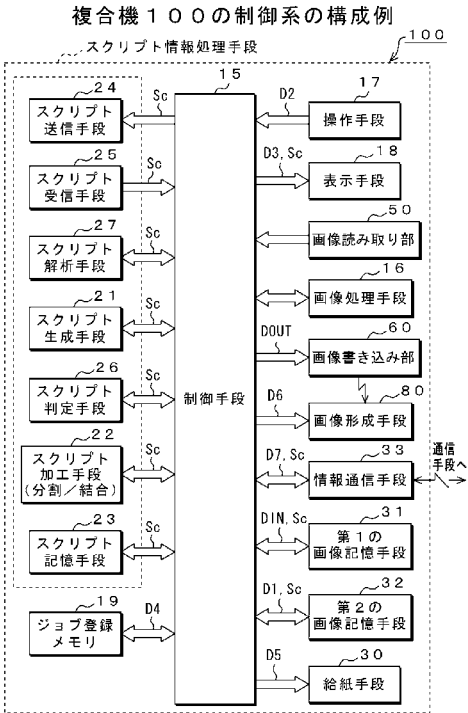 複合機１００の制御系の構成例
スクリプト情報処理手段
１００
２４
スクリプト
送信手段
Sc
２５
スクリプト
受信手段
Sc
２７
スクリプト
解析手段
Sc
２１
スクリプト
生成手段
Sc
２６
スクリプト
判定手段
Sc
２２
スクリプト
加工手段
(分割／結合)
Sc
２３
スクリプト
記憶手段
Sc
１９
ジョブ登録
メモリ
D4
１５
制御手段
D2
１７
操作手段
D3, Sc
１８
表示手段
５０
画像読み取り部
１６
画像処理手段
DOUT
６０
画像書き込み部
D6
８０
画像形成手段
D7, Sc
３３
情報通信手段
通信
手段へ
DIN, Sc
３１
第１の
画像記憶手段
D1, Sc
３２
第２の
画像記憶手段
D5
３０
給紙手段